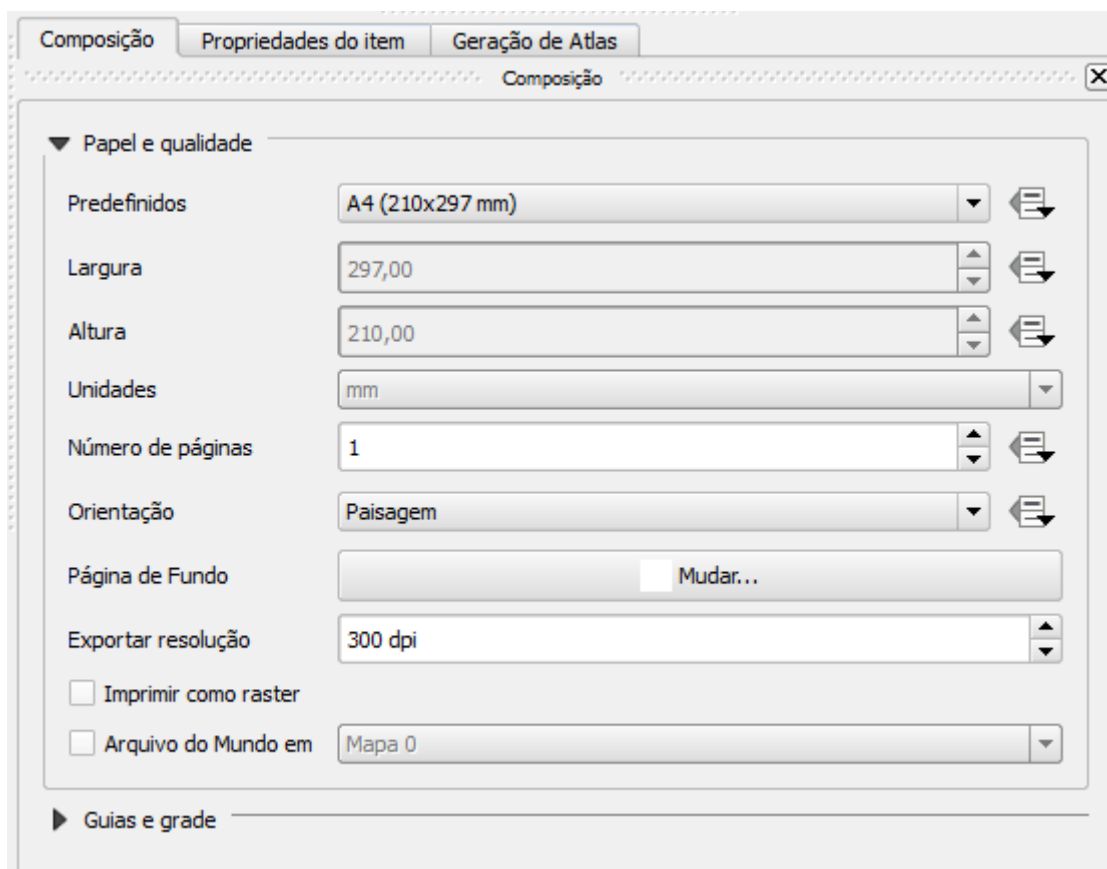 Composição Propriedades do item Geração de Atlas
Composição
Papel e qualidade
Predefinidos A4 (210x297 mm)
Largura 297,00
Altura 210,00
Unidades mm
Número de páginas 1
Orientação Paisagem
Página de Fundo Mudar...
Exportar resolução 300 dpi
Imprimir como raster
Arquivo do Mundo em Mapa 0
Guias e grade